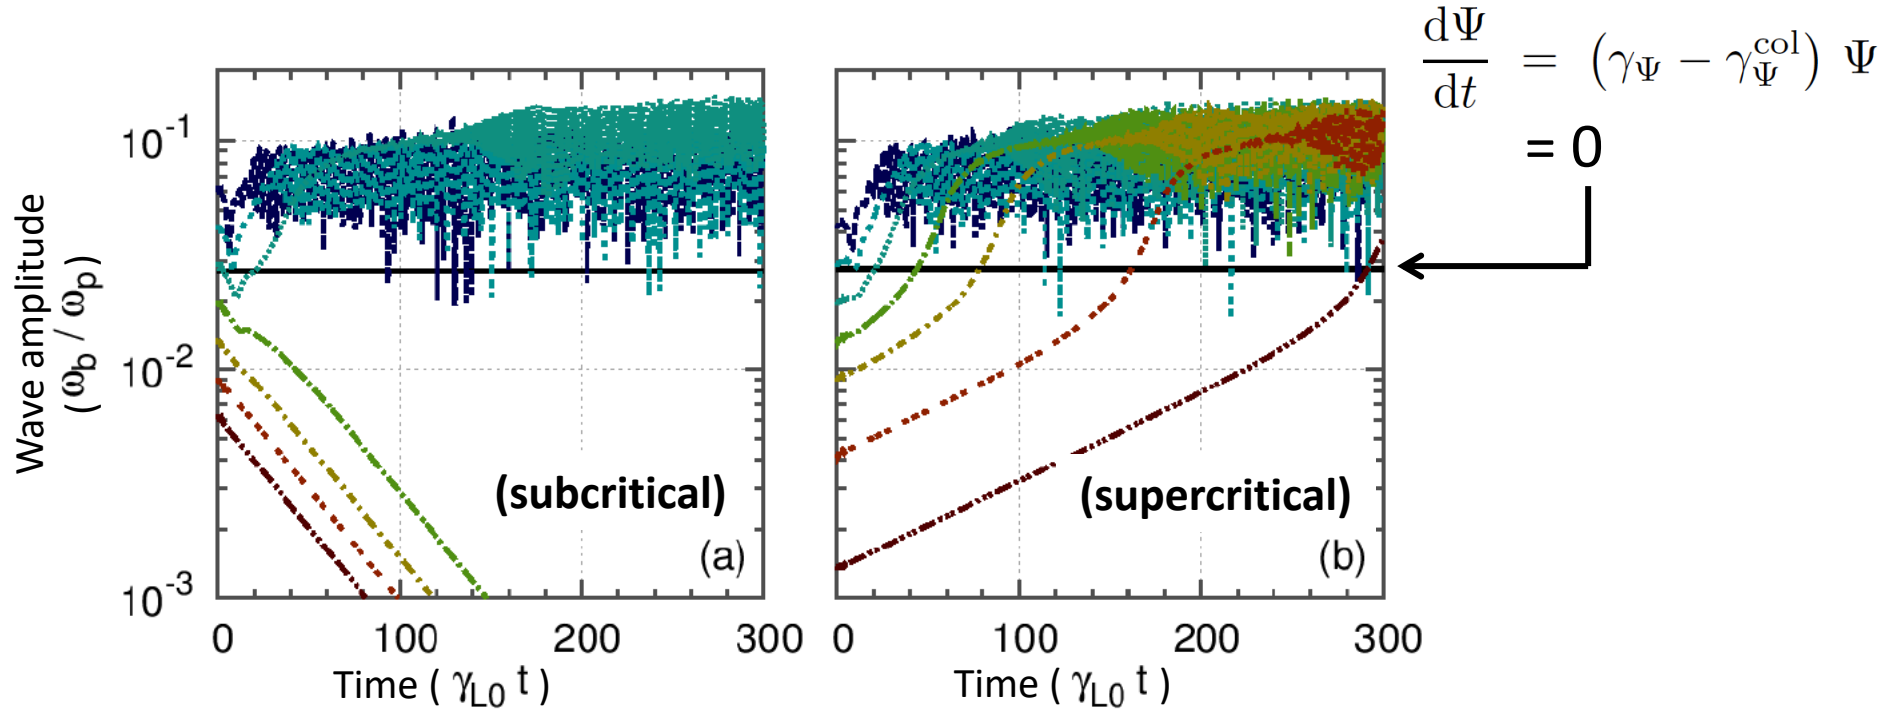 dΨ/dt = (γ_Ψ − γ_Ψ^col) Ψ
= 0
Wave amplitude
(ω_b / ω_p)
10^-1
10^-2
10^-3
(subcritical)
(a)
0 100 200 300
Time ( γ_L0 t )
(supercritical)
(b)
0 100 200 300
Time ( γ_L0 t )